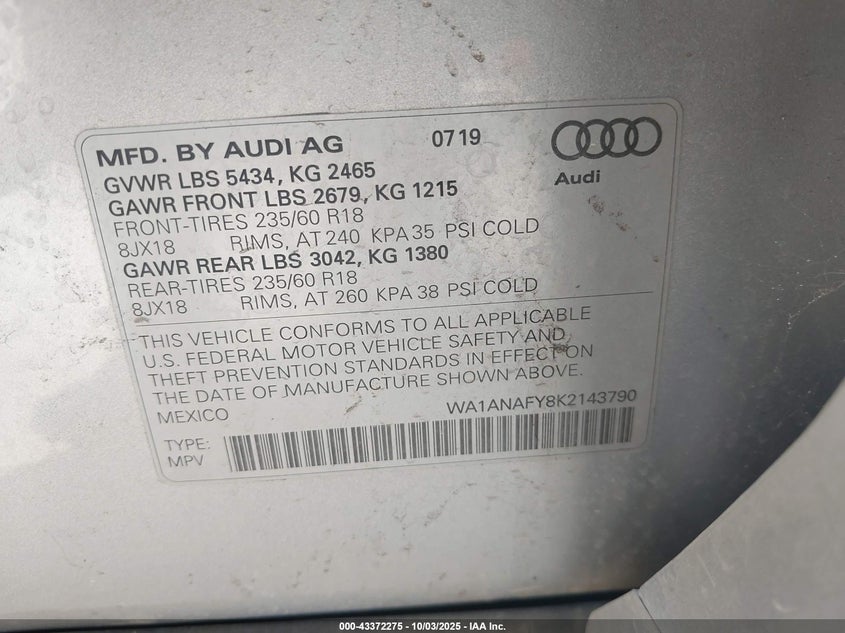 MFD. BY AUDI AG 0719
Audi
GVWR LBS 5434, KG 2465
GAWR FRONT LBS 2679, KG 1215
FRONT-TIRES 235/60 R18
8JX18 RIMS, AT 240 KPA 35 PSI COLD
GAWR REAR LBS 3042, KG 1380
REAR-TIRES 235/60 R18
8JX18 RIMS, AT 260 KPA 38 PSI COLD
THIS VEHICLE CONFORMS TO ALL APPLICABLE
U.S. FEDERAL MOTOR VEHICLE SAFETY AND
THEFT PREVENTION STANDARDS IN EFFECT ON
THE DATE OF MANUFACTURE SHOWN ABOVE.
MEXICO WA1ANAFY8K2143790
TYPE:
MPV
000-43372275 - 10/03/2025 - IAA Inc.